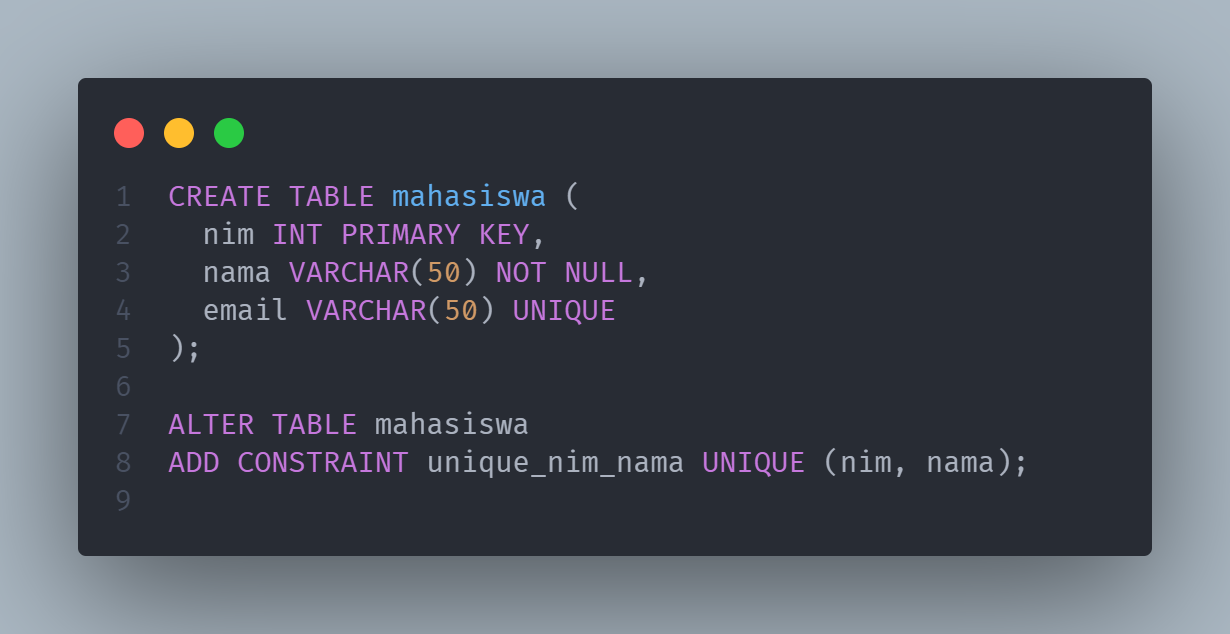 1 CREATE TABLE mahasiswa (
2   nim INT PRIMARY KEY,
3   nama VARCHAR(50) NOT NULL,
4   email VARCHAR(50) UNIQUE
5 );
6
7 ALTER TABLE mahasiswa
8 ADD CONSTRAINT unique_nim_nama UNIQUE (nim, nama);
9